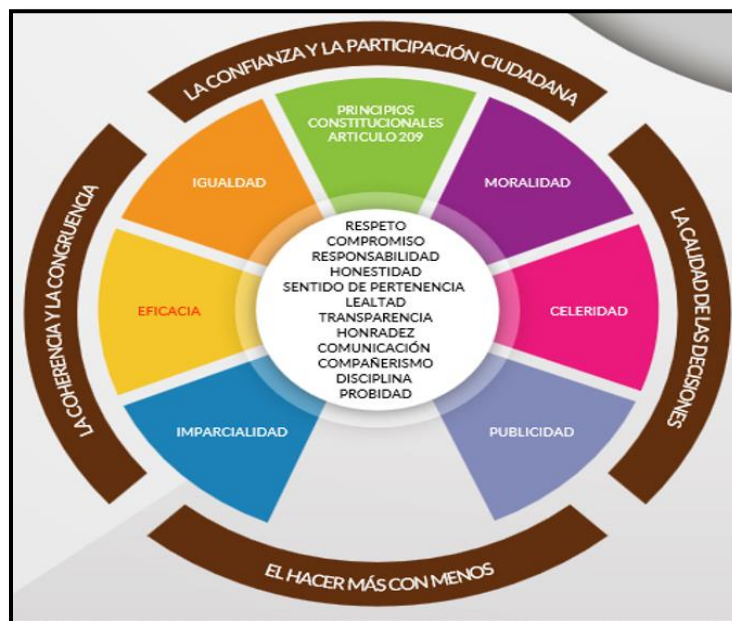 LA CONFIANZA Y LA PARTICIPACIÓN CIUDADANA
PRINCIPIOS
CONSTITUCIONALES
ARTICULO 209
IGUALDAD
MORALIDAD
LA COHERENCIA Y LA CONGRUENCIA
EFICACIA
RESPETO
COMPROMISO
RESPONSABILIDAD
HONESTIDAD
SENTIDO DE PERTENENCIA
LEALTAD
TRANSPARENCIA
HONRADEZ
COMUNICACIÓN
COMPAÑERISMO
DISCIPLINA
PROBIDAD
CELERIDAD
LA CALIDAD DE LAS DECISIONES
IMPARCIALIDAD
PUBLICIDAD
EL HACER MÁS CON MENOS